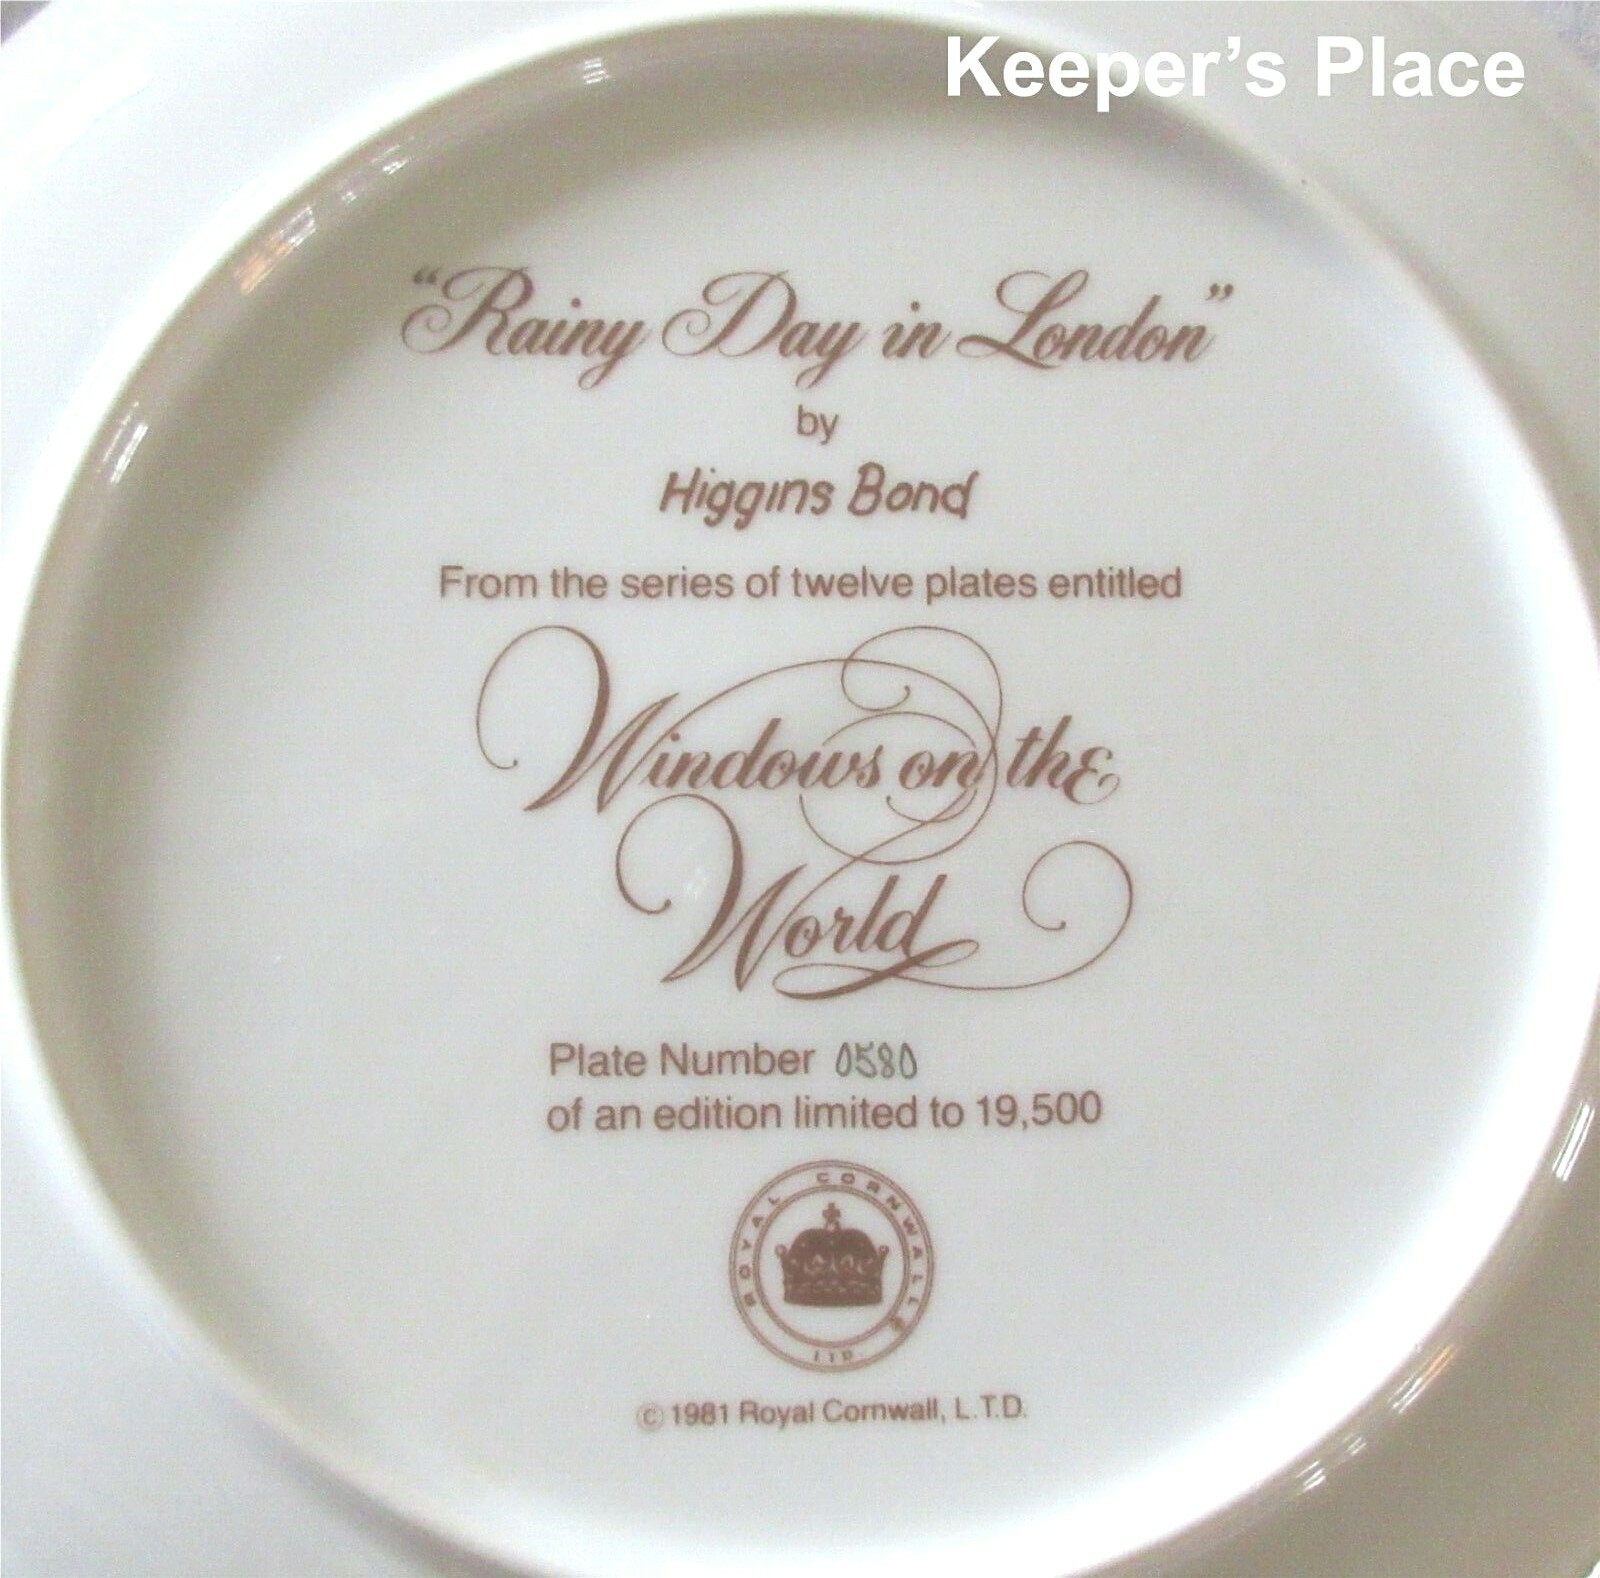 Keeper's Place
“Rainy Day in London”
by
Higgins Bond
From the series of twelve plates entitled
Windows on the
World
Plate Number 0580
of an edition limited to 19,500
ROYAL CORNWALL
LTD.
© 1981 Royal Cornwall, L.T.D.